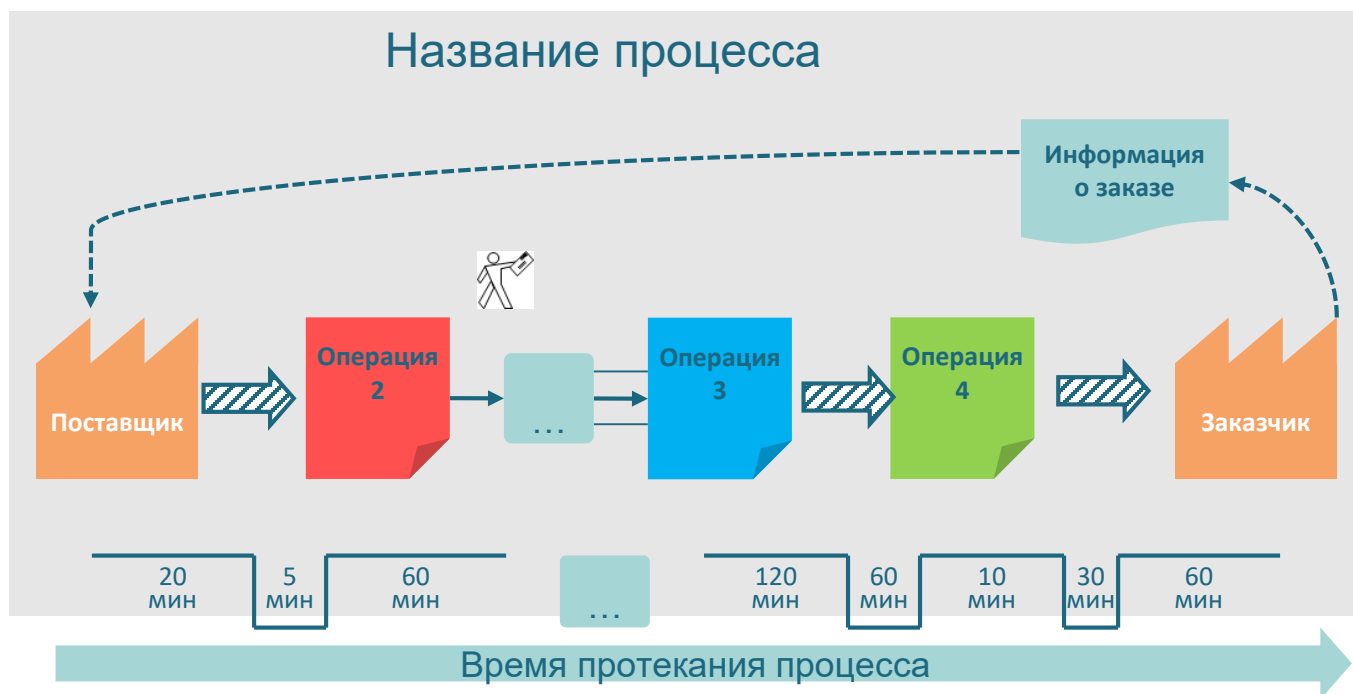 Название процесса
Информация
о заказе
Поставщик
Операция
2
...
Операция
3
Операция
4
Заказчик
20
мин
5
мин
60
мин
...
120
мин
60
мин
10
мин
30
мин
60
мин
Время протекания процесса